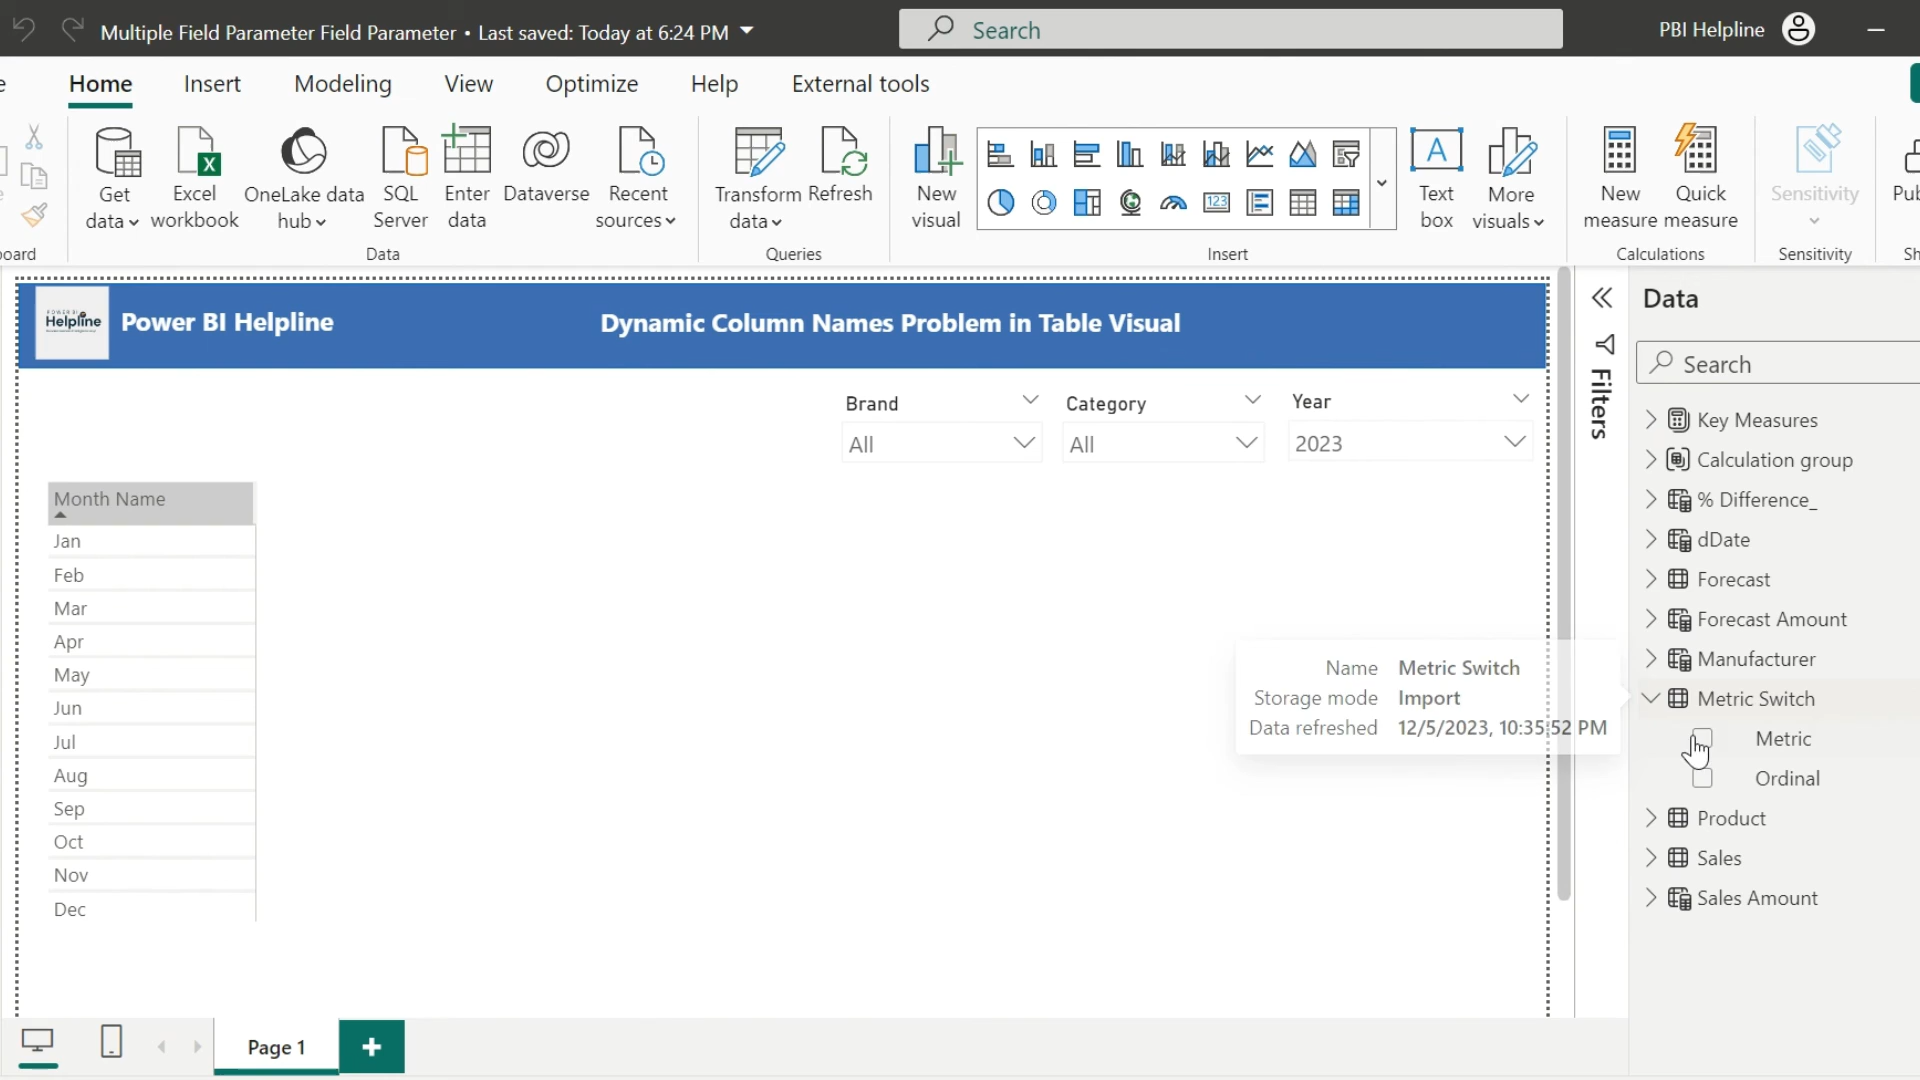 Multiple Field Parameter Field Parameter • Last saved: Today at 6:24 PM
Search
PBI Helpline
Home
Insert
Modeling
View
Optimize
Help
External tools
Get data
Excel workbook
OneLake data hub
SQL Server
Enter data
Dataverse
Recent sources
Transform data
Refresh
New visual
123
A
Text box
More visuals
New measure
Quick measure
Sensitivity
Data
Queries
Insert
Calculations
Sensitivity
Helpline
Power BI Helpline
Dynamic Column Names Problem in Table Visual
Brand
All
Category
All
Year
2023
Month Name
Jan
Feb
Mar
Apr
May
Jun
Jul
Aug
Sep
Oct
Nov
Dec
Name Metric Switch
Storage mode Import
Data refreshed 12/5/2023, 10:35:52 PM
Filters
Data
Search
Key Measures
Calculation group
% Difference_
dDate
Forecast
Forecast Amount
Manufacturer
Metric Switch
Metric
Ordinal
Product
Sales
Sales Amount
Page 1